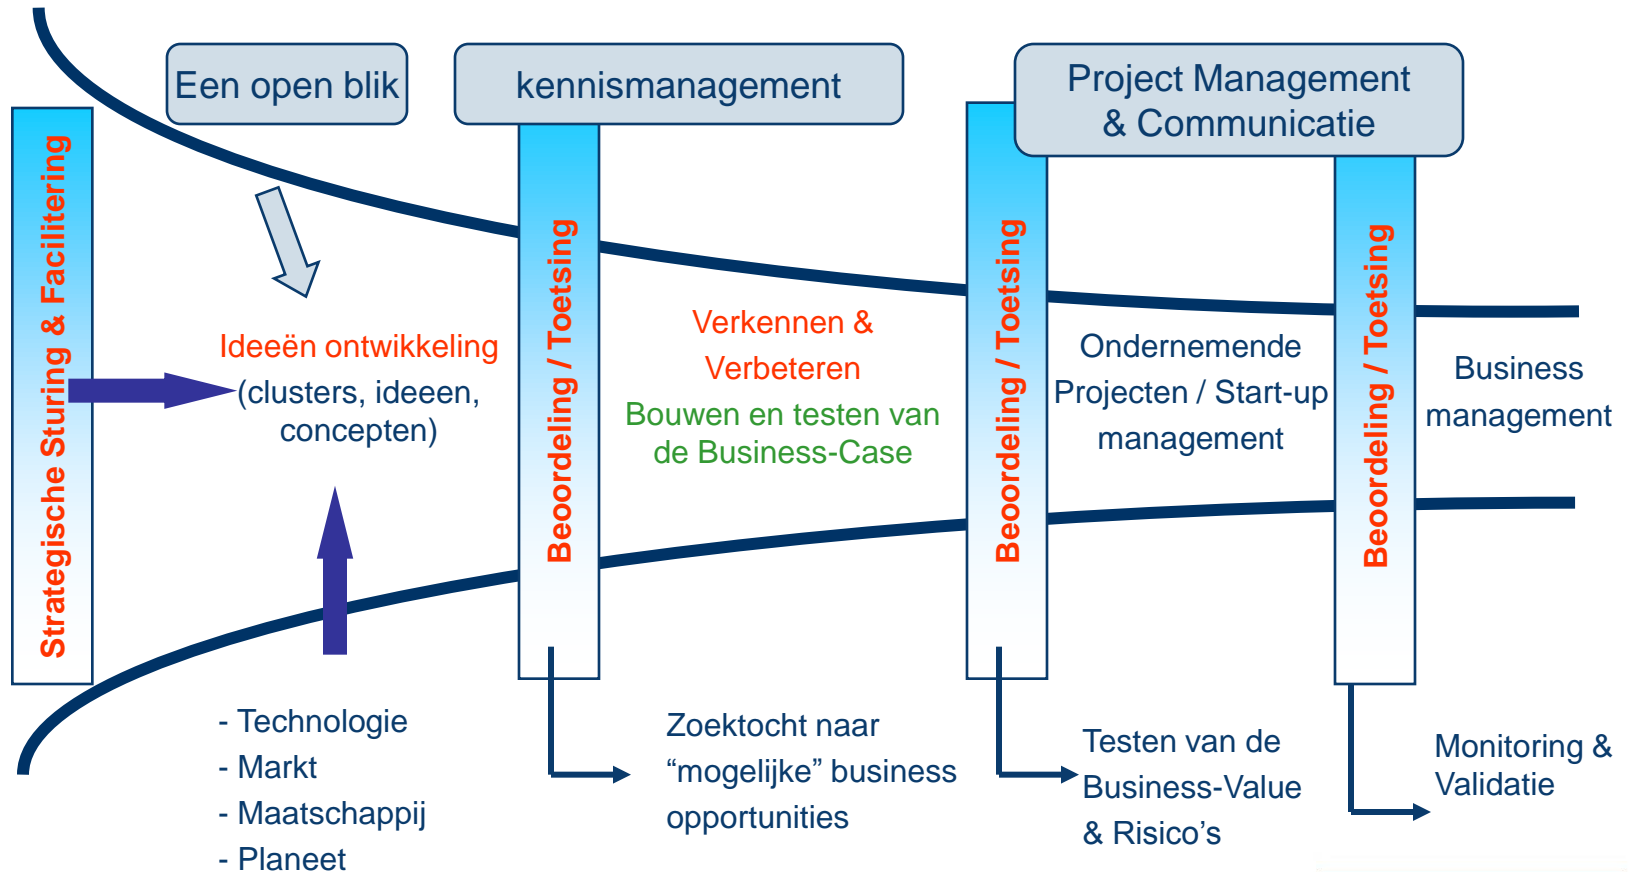 Een open blik
kennismanagement
Project Management
& Communicatie
Strategische Sturing & Facilitering
Ideeën ontwikkeling
(clusters, ideeen,
concepten)
- Technologie
- Markt
- Maatschappij
- Planeet
Beoordeling / Toetsing
Verkennen &
Verbeteren
Bouwen en testen van
de Business-Case
Zoektocht naar
“mogelijke” business
opportunities
Beoordeling / Toetsing
Ondernemende
Projecten / Start-up
management
Testen van de
Business-Value
& Risico’s
Beoordeling / Toetsing
Business
management
Monitoring &
Validatie